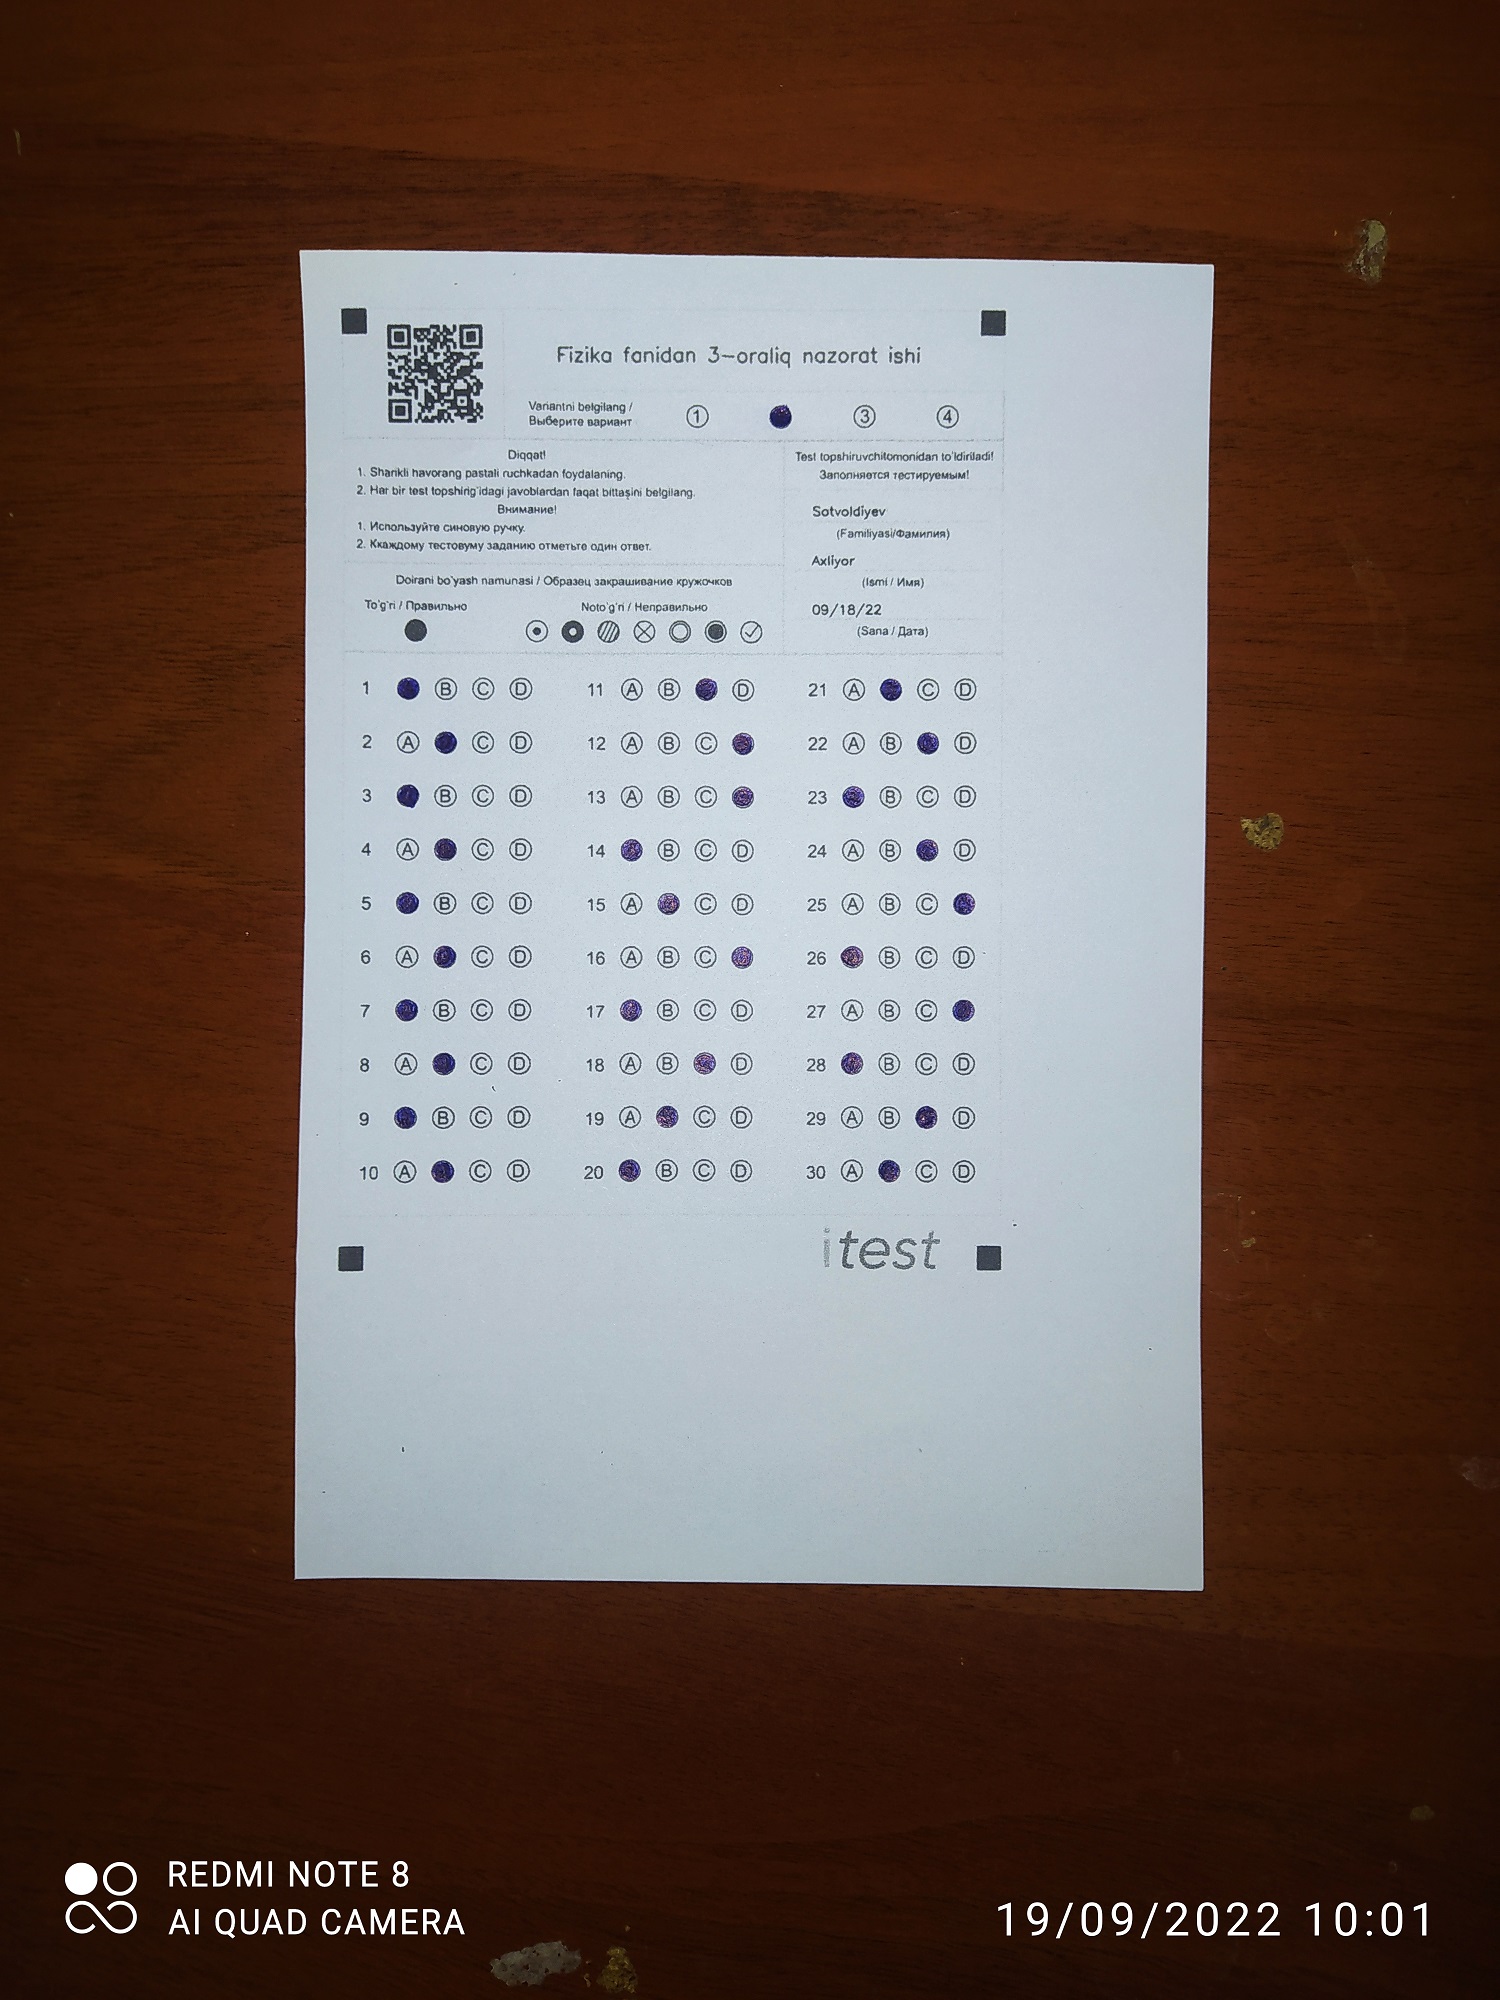 Fizika fanidan 3-oraliq nazorat ishi
Variantni belgilang /
Выберите вариант
1 3 4
Diqqat!
1. Sharikli havorang pastali ruchkadan foydalaning.
2. Har bir test topshirig'idagi javoblardan faqat bittasini belgilang.
Внимание!
1. Используйте синовую ручку.
2. Ккаждому тестовуму заданию отметьте один ответ.
Test topshiruvchitomonidan to'ldiriladi!
Заполняется тестируемым!
Sotvoldiyev
(Familiyasi/Фамилия)
Axliyor
(Ismi / Имя)
09/18/22
(Sana / Дата)
Doirani bo'yash namunasi / Образец закрашивание кружочков
To'g'ri / Правильно
Noto'g'ri / Неправильно
1 B C D
2 A C D
3 B C D
4 A C D
5 B C D
6 A C D
7 B C D
8 A C D
9 B C D
10 A C D
11 A B D
12 A B C
13 A B C
14 B C D
15 A C D
16 A B C
17 B C D
18 A B D
19 A C D
20 B C D
21 A C D
22 A B D
23 B C D
24 A B D
25 A B C
26 B C D
27 A B C
28 B C D
29 A B D
30 A C D
itest
REDMI NOTE 8
AI QUAD CAMERA
19/09/2022 10:01